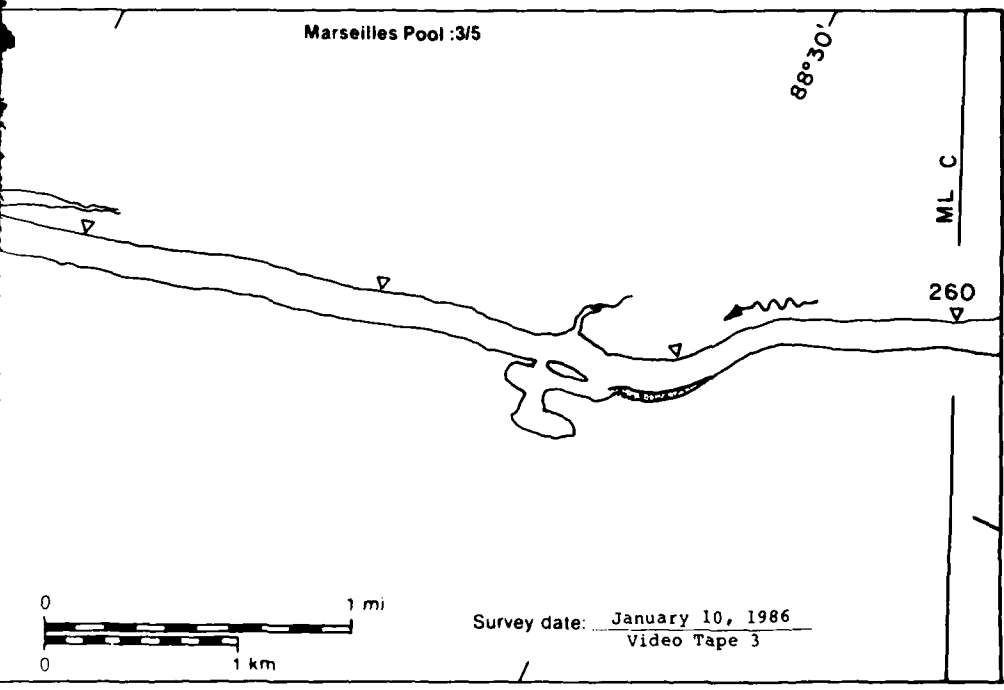 Marseilles Pool :3/5
88°30'
ML C
260
0 1 mi
0 1 km
Survey date: January 10, 1986
Video Tape 3